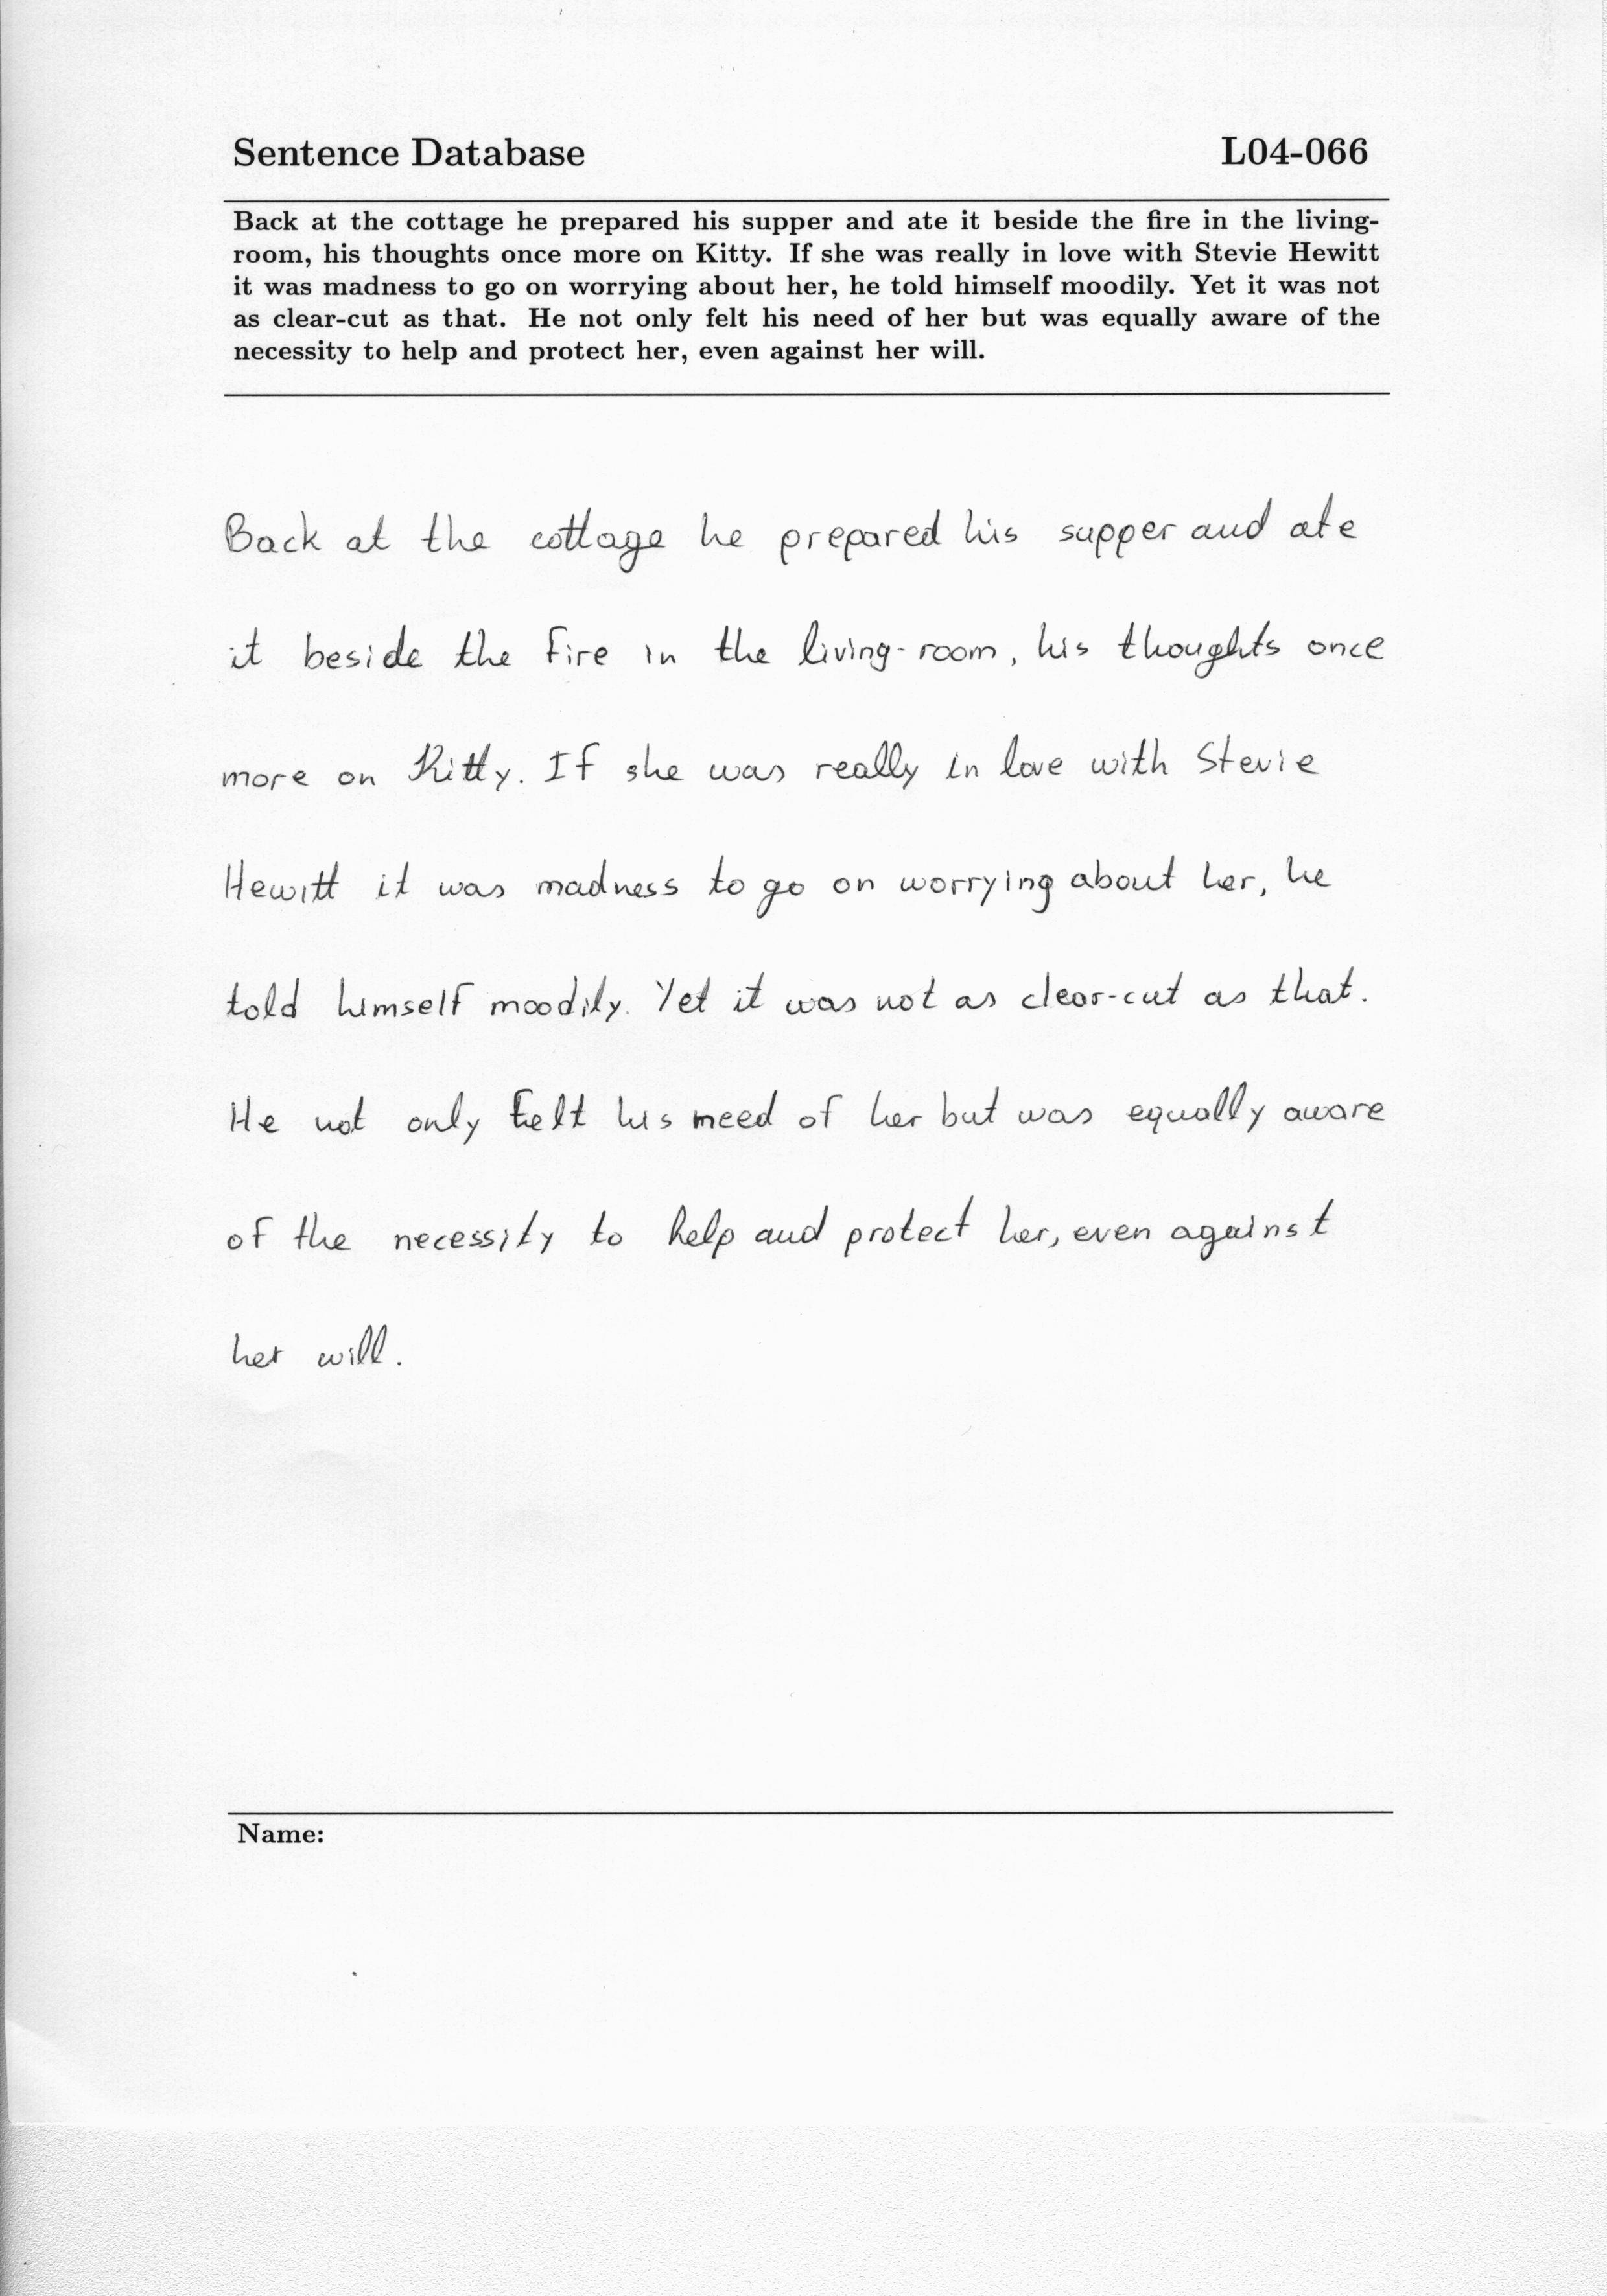 Sentence Database L04-066
Back at the cottage he prepared his supper and ate it beside the fire in the living-
room, his thoughts once more on Kitty. If she was really in love with Stevie Hewitt
it was madness to go on worrying about her, he told himself moodily. Yet it was not
as clear-cut as that. He not only felt his need of her but was equally aware of the
necessity to help and protect her, even against her will.
Back at the cottage he prepared his supper and ate
it beside the fire in the living-room, his thoughts once
more on Kitty. If she was really in love with Stevie
Hewitt it was madness to go on worrying about her, he
told himself moodily. Yet it was not as clear-cut as that.
He not only felt his need of her but was equally aware
of the necessity to help and protect her, even against
her will.
Name: